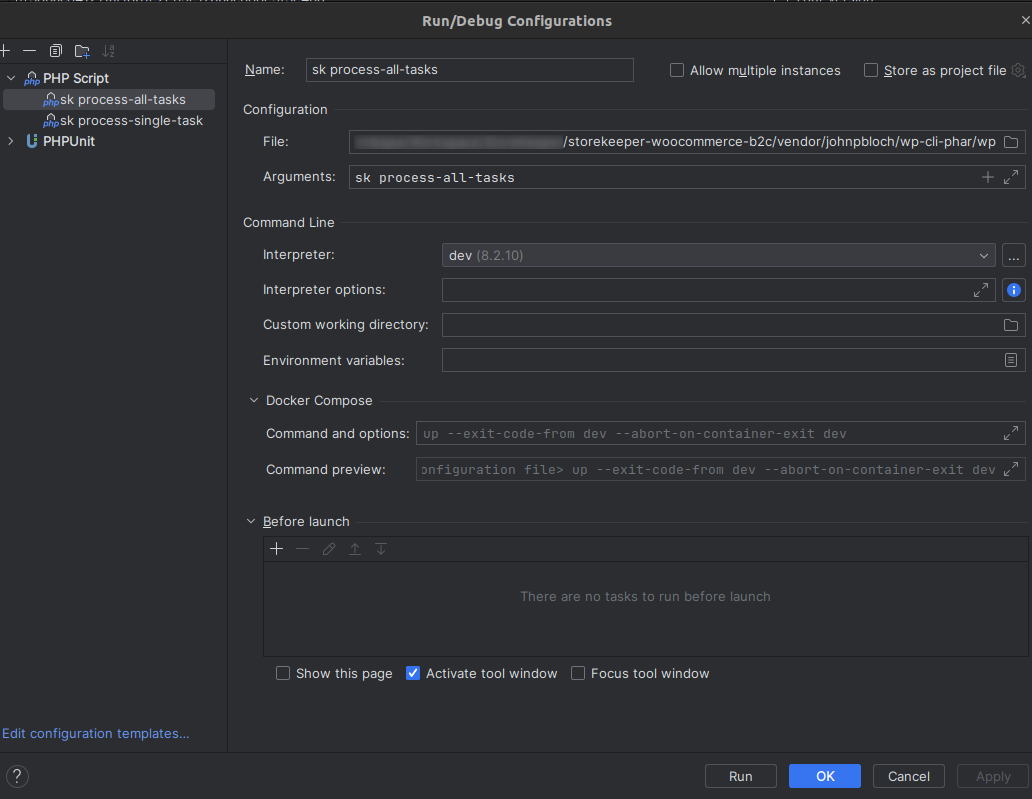 Run/Debug Configurations
PHP Script
sk process-all-tasks
sk process-single-task
PHPUnit
Edit configuration templates...
Name: sk process-all-tasks
Allow multiple instances
Store as project file
Configuration
File: /storekeeper-woocommerce-b2c/vendor/johnpbloch/wp-cli-phar/wp
Arguments: sk process-all-tasks
Command Line
Interpreter: dev (8.2.10) ...
Interpreter options:
Custom working directory:
Environment variables:
Docker Compose
Command and options: up --exit-code-from dev --abort-on-container-exit dev
Command preview: onfiguration file> up --exit-code-from dev --abort-on-container-exit dev
Before launch
There are no tasks to run before launch
Show this page Activate tool window Focus tool window
? Run OK Cancel Apply